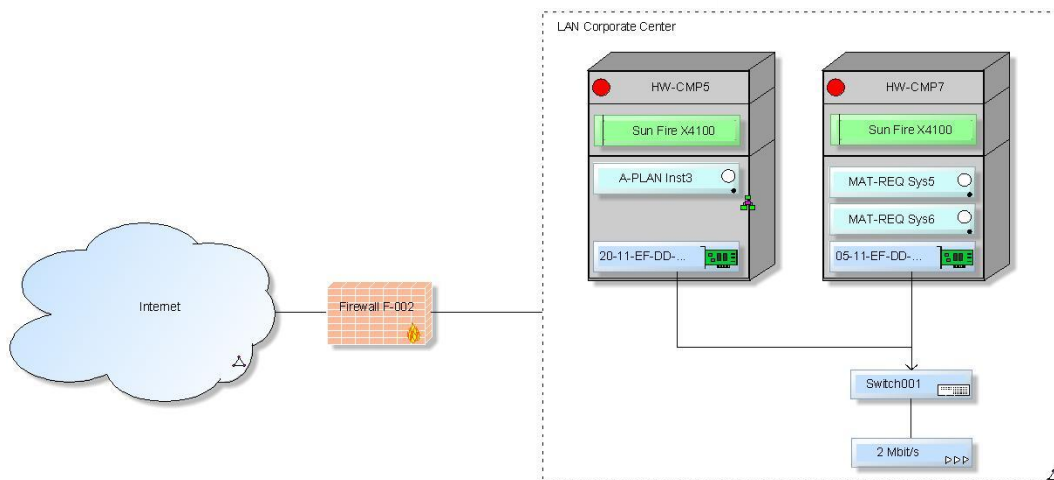 LAN Corporate Center
HW-CMP5
HW-CMP7
Sun Fire X4100
Sun Fire X4100
A-PLAN Inst3
MAT-REQ Sys5
MAT-REQ Sys6
20-11-EF-DD-...
05-11-EF-DD-...
Internet
Firewall F-002
Switch001
2 Mbit/s